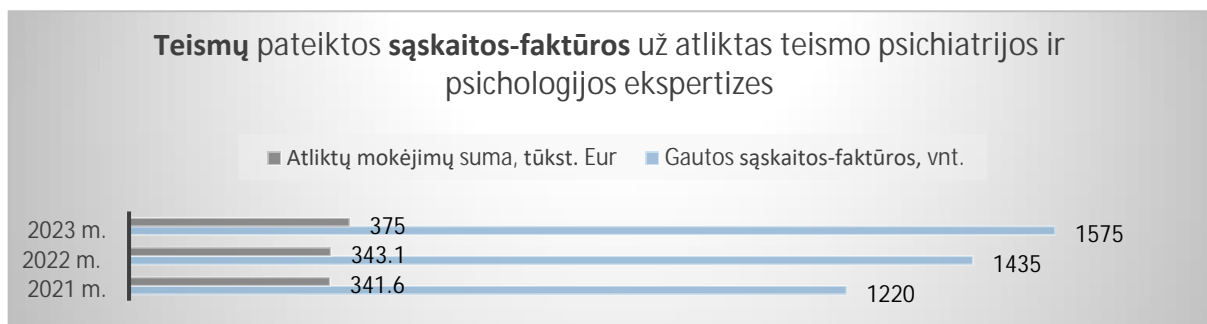 Teismų pateiktos sąskaitos-faktūros už atliktas teismo psichiatrijos ir
psichologijos ekspertizes
Atliktų mokėjimų suma, tūkst. Eur Gautos sąskaitos-faktūros, vnt.
2023 m. 375 1575
2022 m. 343.1 1435
2021 m. 341.6 1220